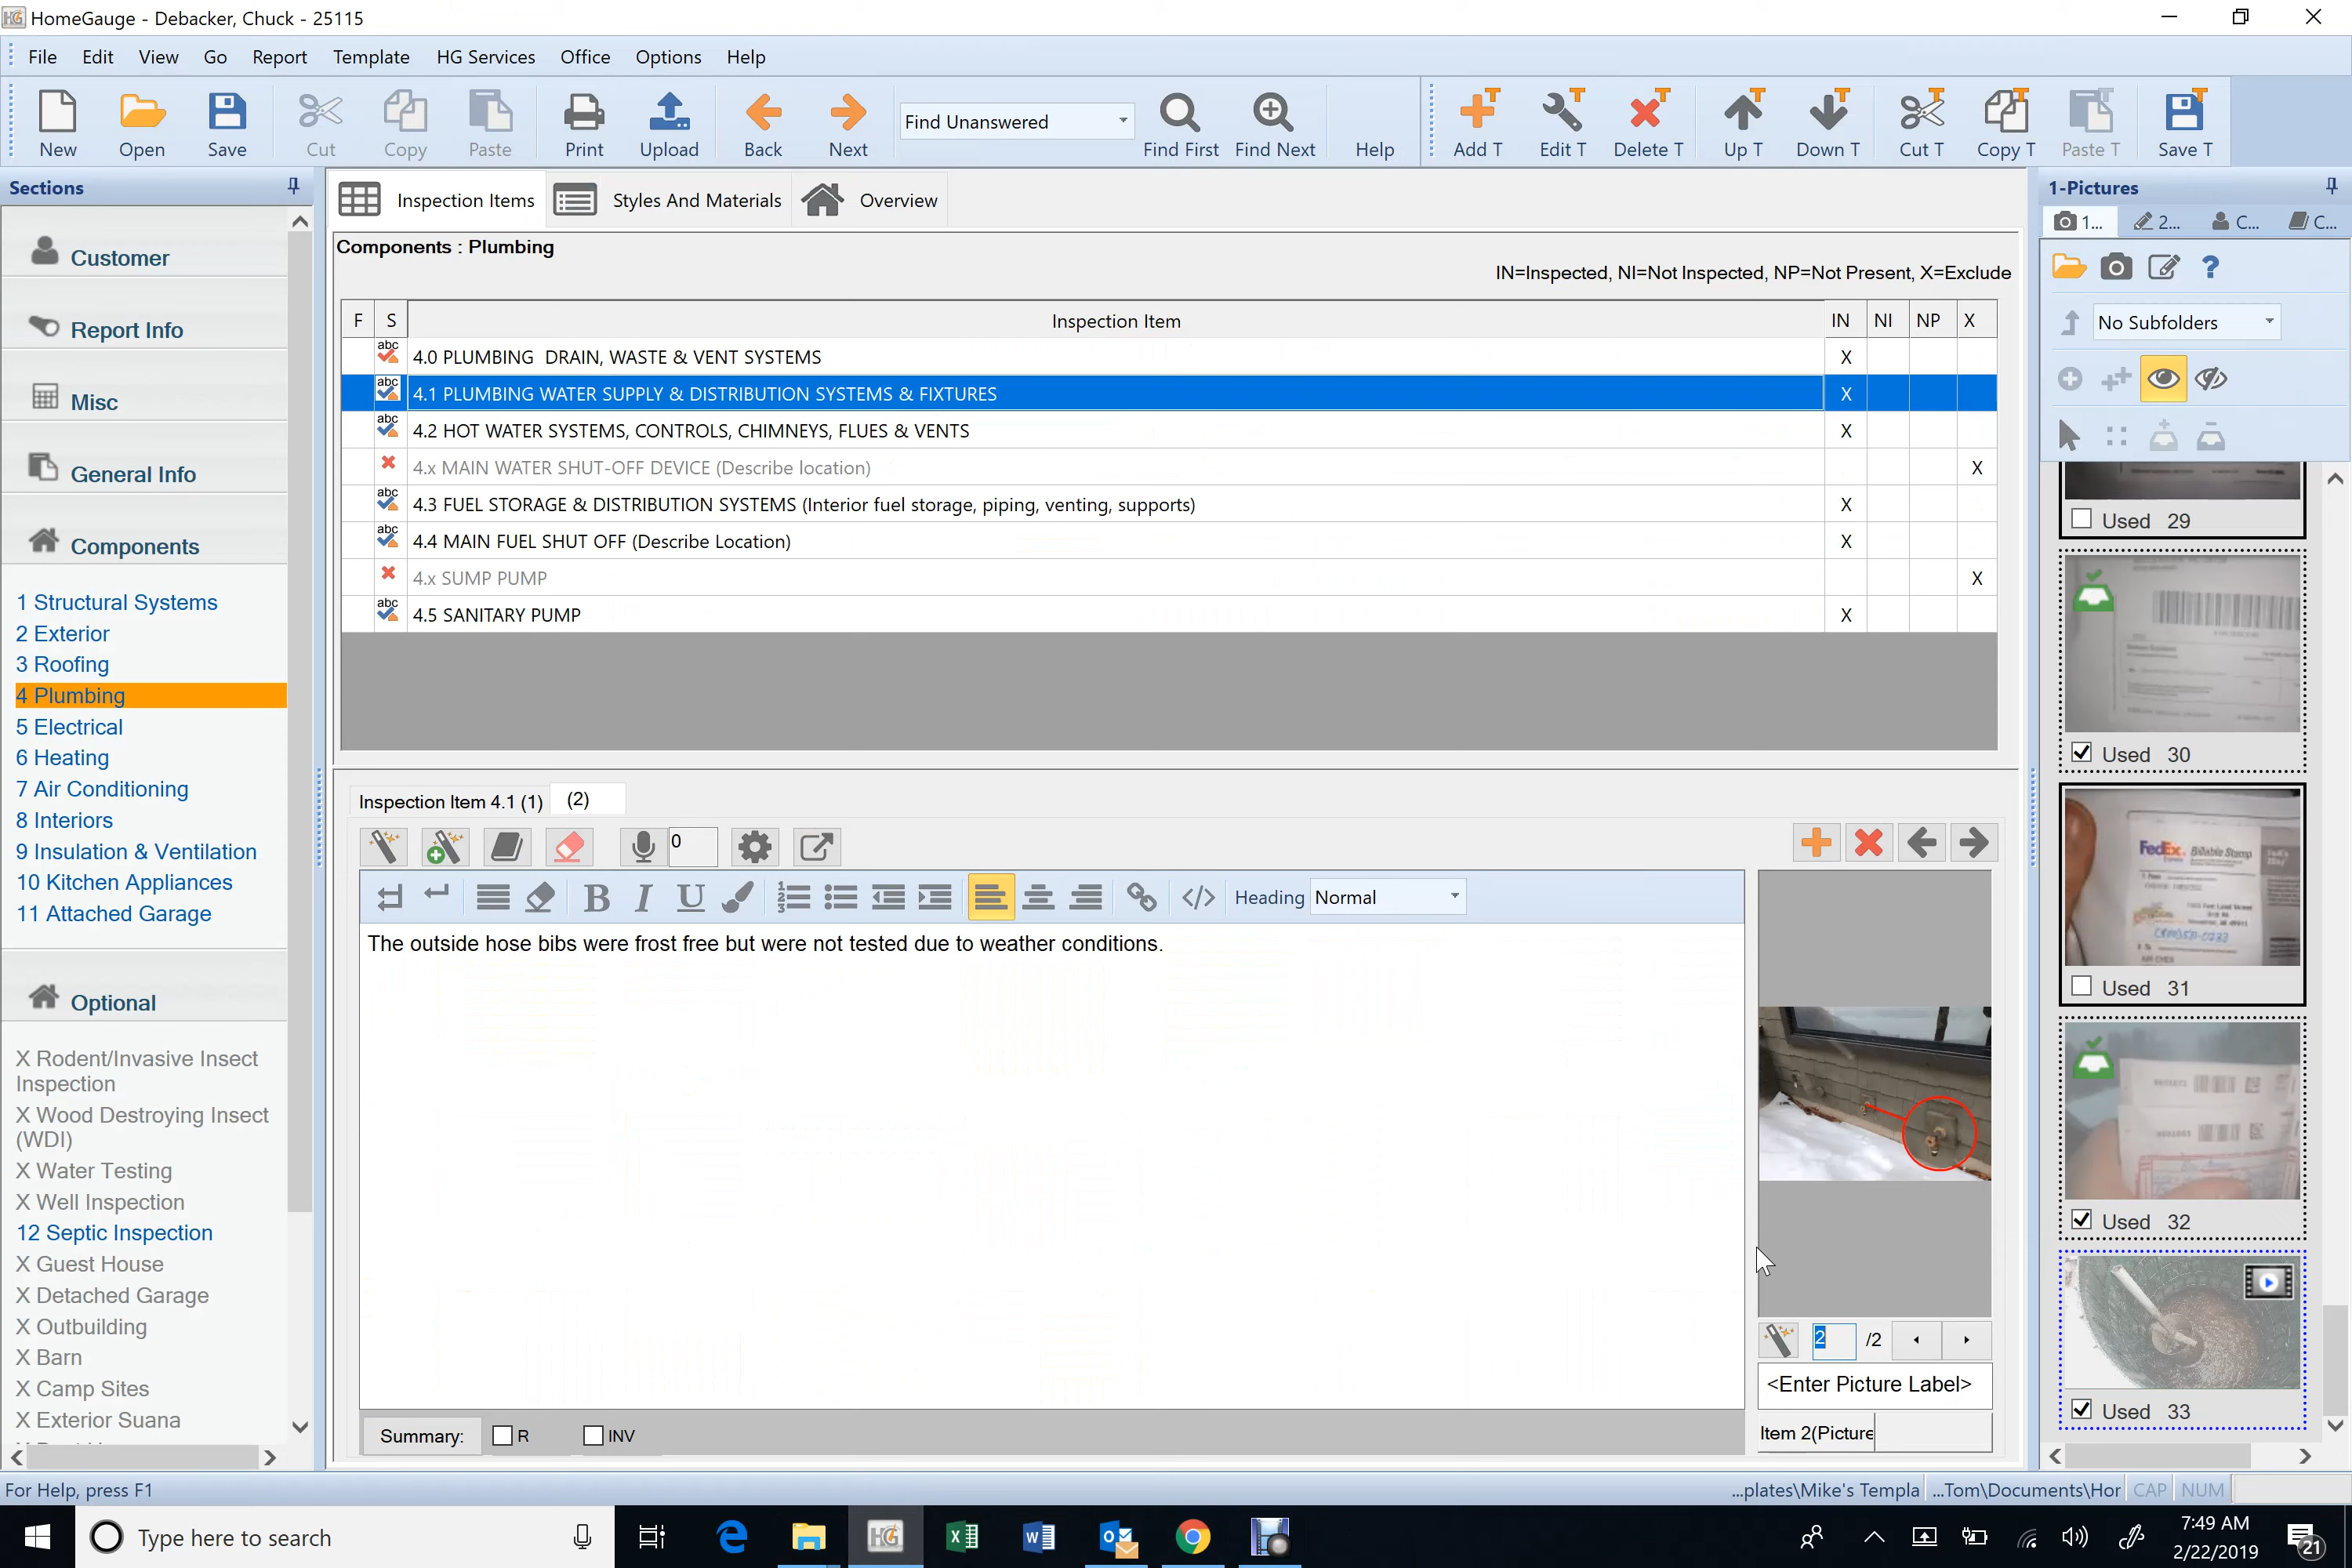 HomeGauge - Debacker, Chuck - 25115
File Edit View Go Report Template HG Services Office Options Help
New Open Save Cut Copy Paste Print Upload Back Next Find Unanswered Find First Find Next Help Add T Edit T Delete T Up T Down T Cut T Copy T Paste T Save T
Sections
Customer
Report Info
Misc
General Info
Components
1 Structural Systems
2 Exterior
3 Roofing
4 Plumbing
5 Electrical
6 Heating
7 Air Conditioning
8 Interiors
9 Insulation & Ventilation
10 Kitchen Appliances
11 Attached Garage
Optional
X Rodent/Invasive Insect
Inspection
X Wood Destroying Insect
(WDI)
X Water Testing
X Well Inspection
12 Septic Inspection
X Guest House
X Detached Garage
X Outbuilding
X Barn
X Camp Sites
X Exterior Suana
Inspection Items Styles And Materials Overview
Components : Plumbing
IN=Inspected, NI=Not Inspected, NP=Not Present, X=Exclude
F S Inspection Item IN NI NP X
abc 4.0 PLUMBING DRAIN, WASTE & VENT SYSTEMS X
abc 4.1 PLUMBING WATER SUPPLY & DISTRIBUTION SYSTEMS & FIXTURES X
abc 4.2 HOT WATER SYSTEMS, CONTROLS, CHIMNEYS, FLUES & VENTS X
4.x MAIN WATER SHUT-OFF DEVICE (Describe location) X
abc 4.3 FUEL STORAGE & DISTRIBUTION SYSTEMS (Interior fuel storage, piping, venting, supports) X
abc 4.4 MAIN FUEL SHUT OFF (Describe Location) X
4.x SUMP PUMP X
abc 4.5 SANITARY PUMP X
Inspection Item 4.1 (1) (2)
0
B I U Heading Normal
The outside hose bibs were frost free but were not tested due to weather conditions.
2 /2
<Enter Picture Label>
Item 2(Picture
Summary: R INV
1-Pictures
1... 2... C... C...
?
No Subfolders
Used 29
Used 30
FedEx Billable Stamp
Used 31
Used 32
Used 33
For Help, press F1
...plates\Mike's Templa ...Tom\Documents\Hor CAP NUM
Type here to search
7:49 AM
2/22/2019
21